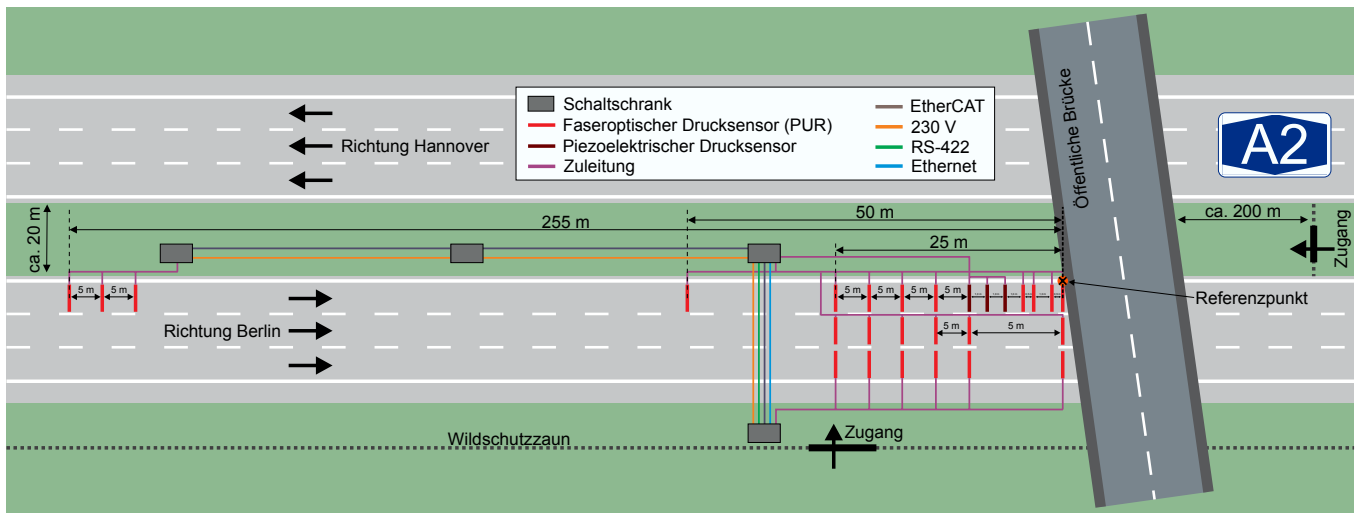 Öffentliche Brücke
Schaltschrank
Faseroptischer Drucksensor (PUR)
Piezoelektrischer Drucksensor
Zuleitung
EtherCAT
230 V
RS-422
Ethernet
A2
Richtung Hannover
ca. 20 m
255 m
50 m
25 m
ca. 200 m
Zugang
5 m
5 m
5 m
5 m
5 m
5 m
Referenzpunkt
Richtung Berlin
5 m
5 m
Wildschutzzaun
Zugang